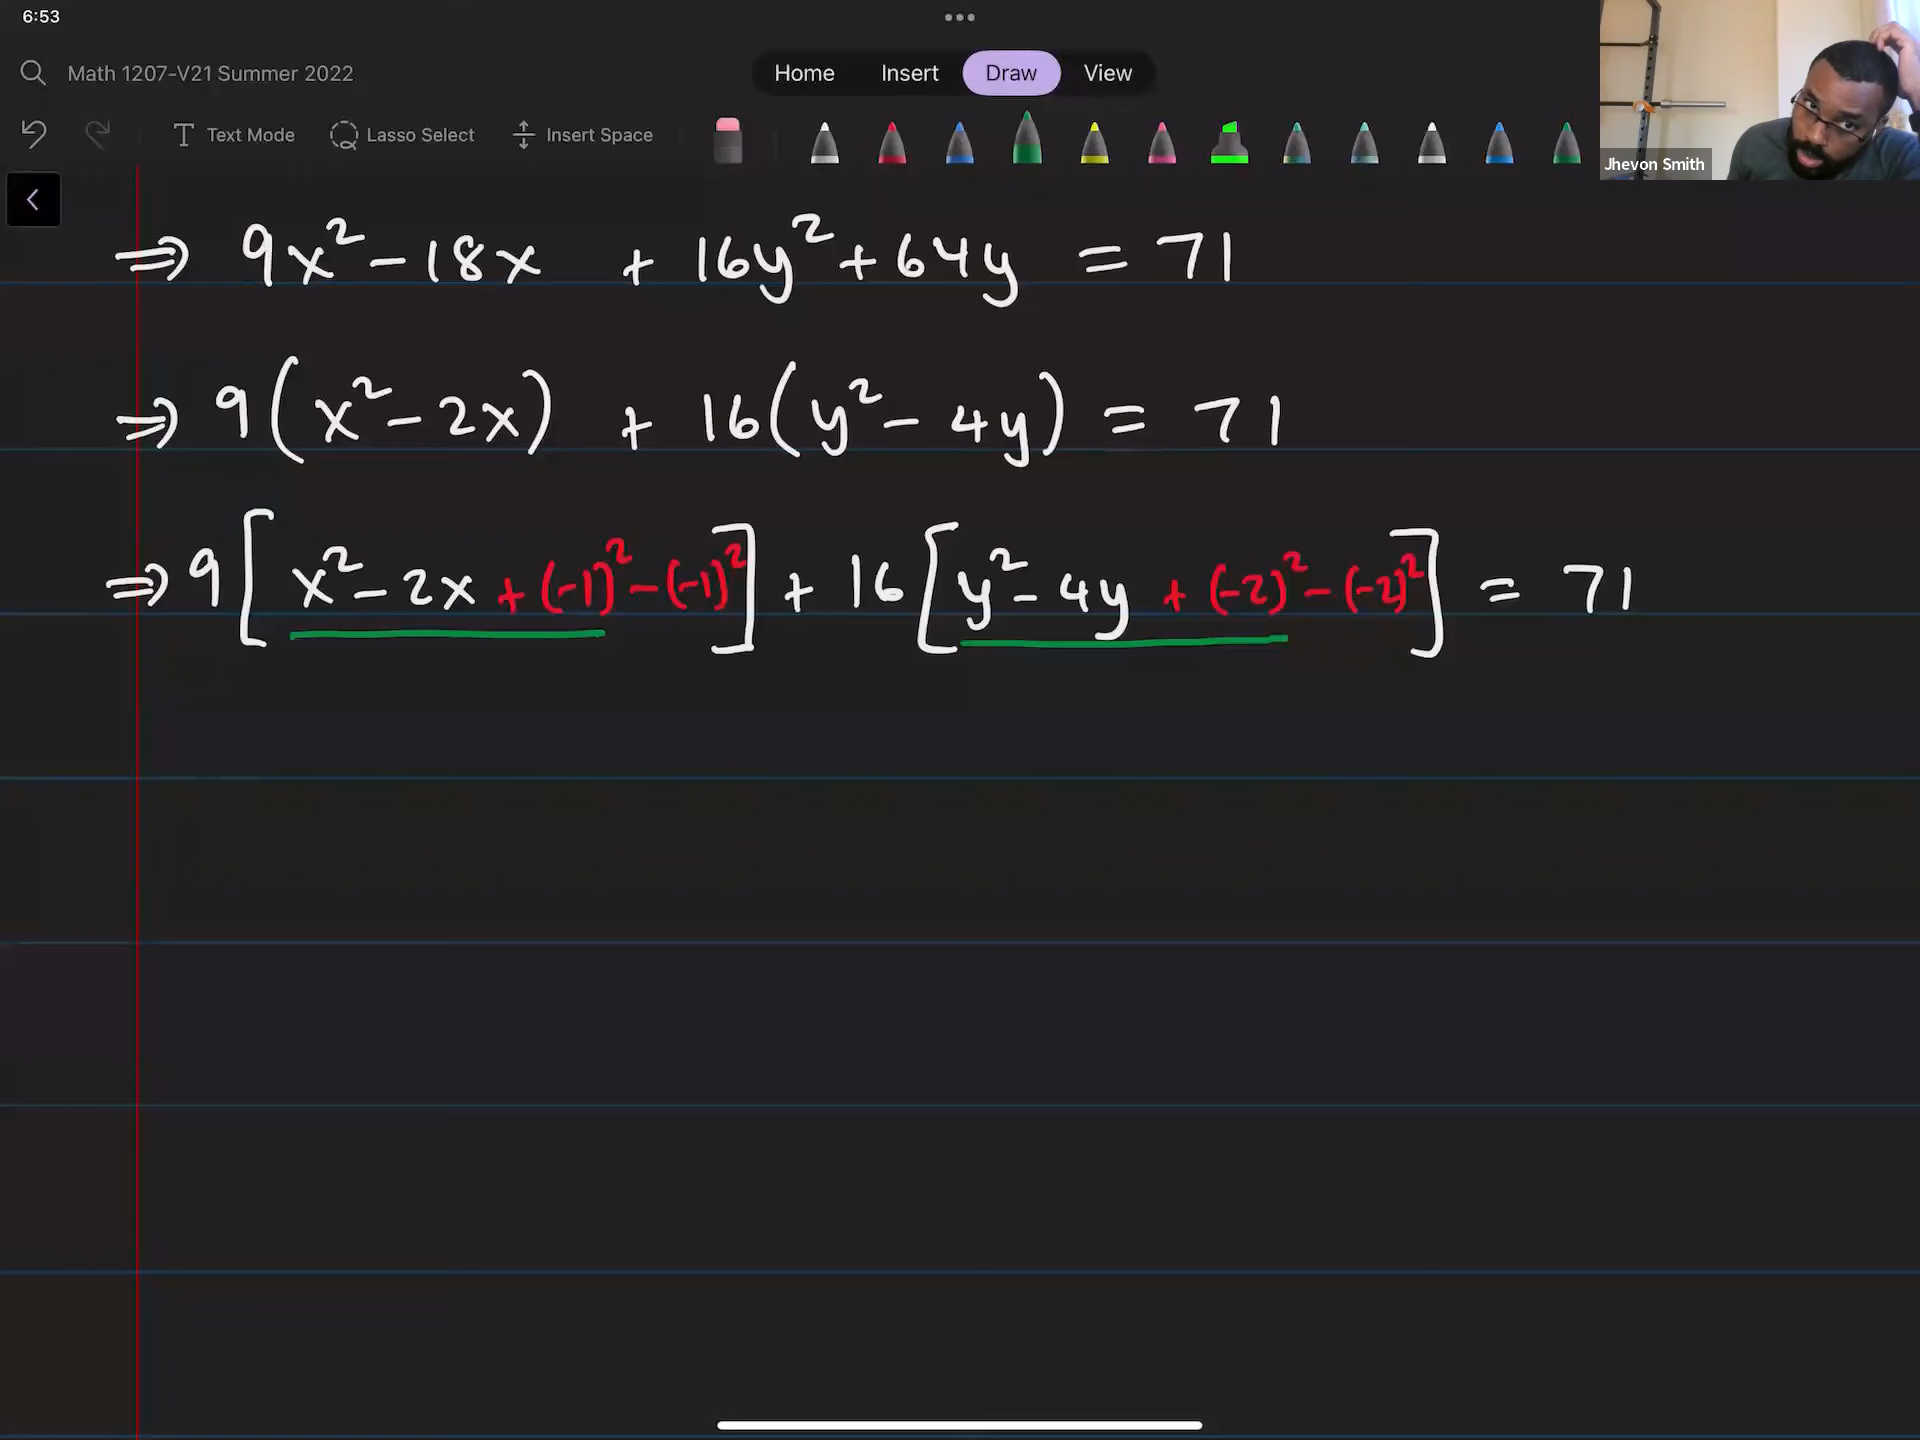 6:53
Math 1207-V21 Summer 2022
Home Insert Draw View
Text Mode Lasso Select Insert Space
Jhevon Smith
⇒ 9x² - 18x + 16y² + 64y = 71
⇒ 9(x² - 2x) + 16(y² - 4y) = 71
⇒ 9[x² - 2x + (-1)² - (-1)²] + 16[y² - 4y + (-2)² - (-2)²] = 71